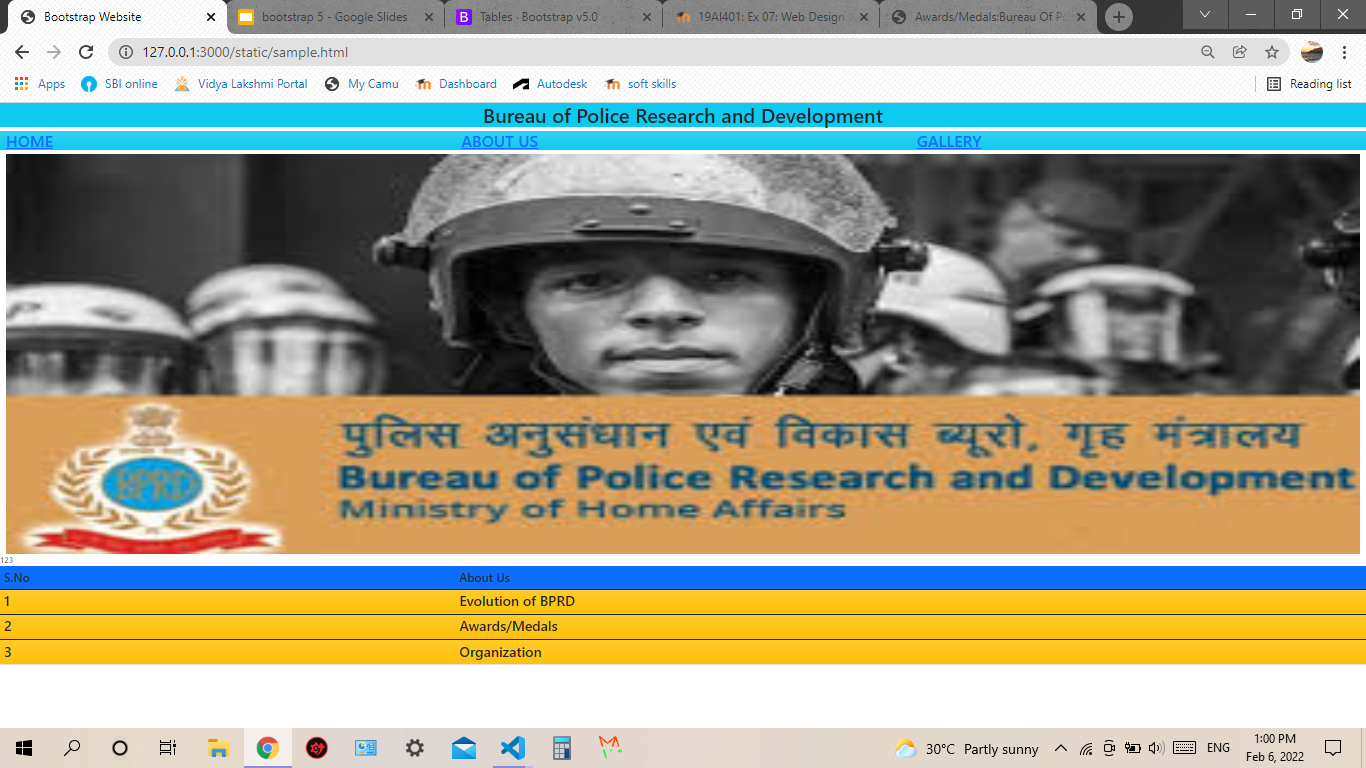 Bootstrap Website
bootstrap 5 - Google Slides
Tables · Bootstrap v5.0
19AI401: Ex 07: Web Design
Awards/Medals:Bureau Of P
127.0.0.1:3000/static/sample.html
Apps
SBI online
Vidya Lakshmi Portal
My Camu
Dashboard
Autodesk
soft skills
Reading list
Bureau of Police Research and Development
HOME ABOUT US GALLERY
पुलिस अनुसंधान एवं विकास ब्यूरो, गृह मंत्रालय
Bureau of Police Research and Development
Ministry of Home Affairs
123
S.No About Us
1 Evolution of BPRD
2 Awards/Medals
3 Organization
30°C Partly sunny
ENG
1:00 PM
Feb 6, 2022